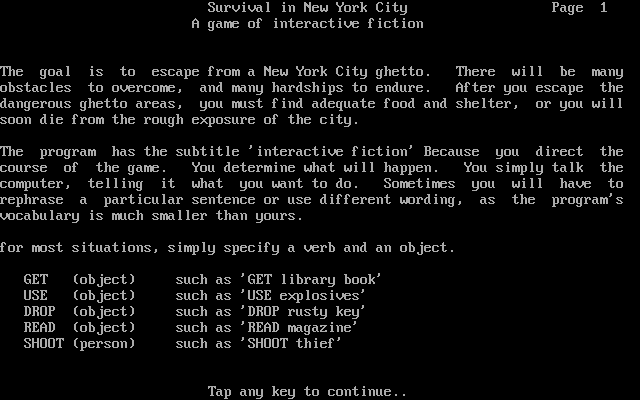 Survival in New York City Page 1
A game of interactive fiction
The goal is to escape from a New York City ghetto. There will be many
obstacles to overcome, and many hardships to endure. After you escape the
dangerous ghetto areas, you must find adequate food and shelter, or you will
soon die from the rough exposure of the city.
The program has the subtitle 'interactive fiction' Because you direct the
course of the game. You determine what will happen. You simply talk the
computer, telling it what you want to do. Sometimes you will have to
rephrase a particular sentence or use different wording, as the program's
vocabulary is much smaller than yours.
for most situations, simply specify a verb and an object.
GET (object) such as 'GET library book'
USE (object) such as 'USE explosives'
DROP (object) such as 'DROP rusty key'
READ (object) such as 'READ magazine'
SHOOT (person) such as 'SHOOT thief'
Tap any key to continue..